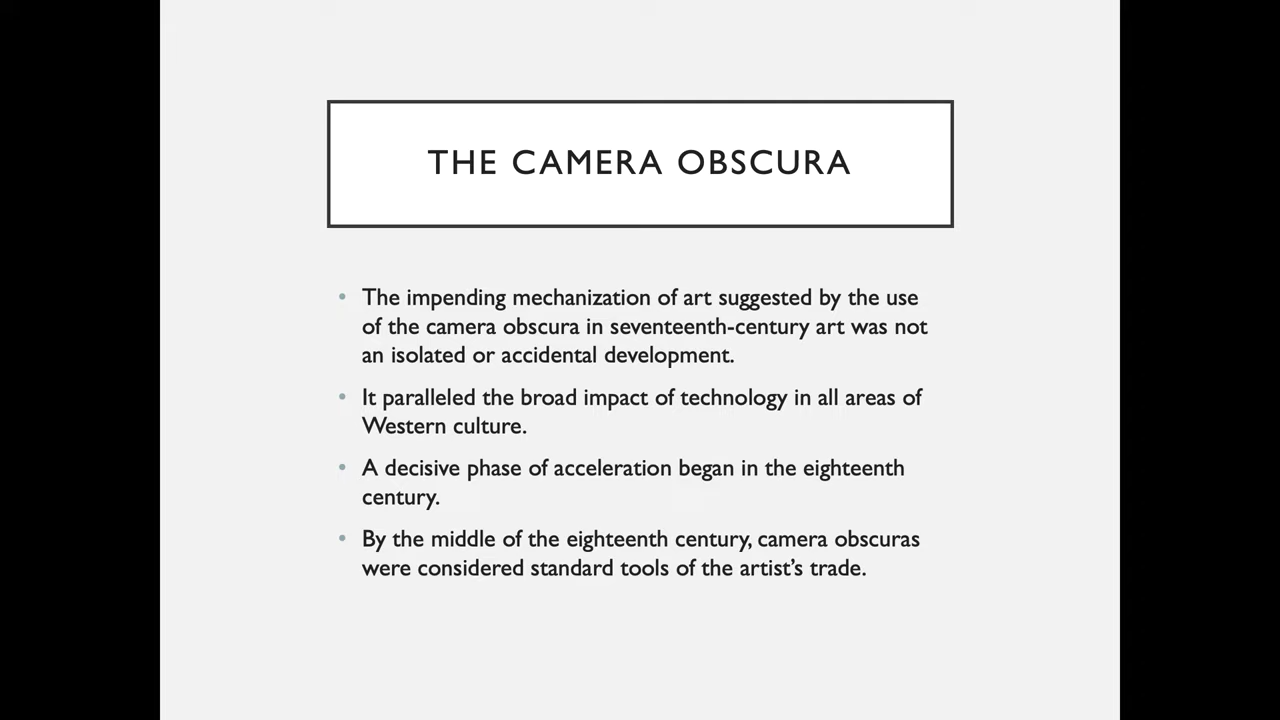 THE CAMERA OBSCURA
• The impending mechanization of art suggested by the use
of the camera obscura in seventeenth-century art was not
an isolated or accidental development.
• It paralleled the broad impact of technology in all areas of
Western culture.
• A decisive phase of acceleration began in the eighteenth
century.
• By the middle of the eighteenth century, camera obscuras
were considered standard tools of the artist’s trade.